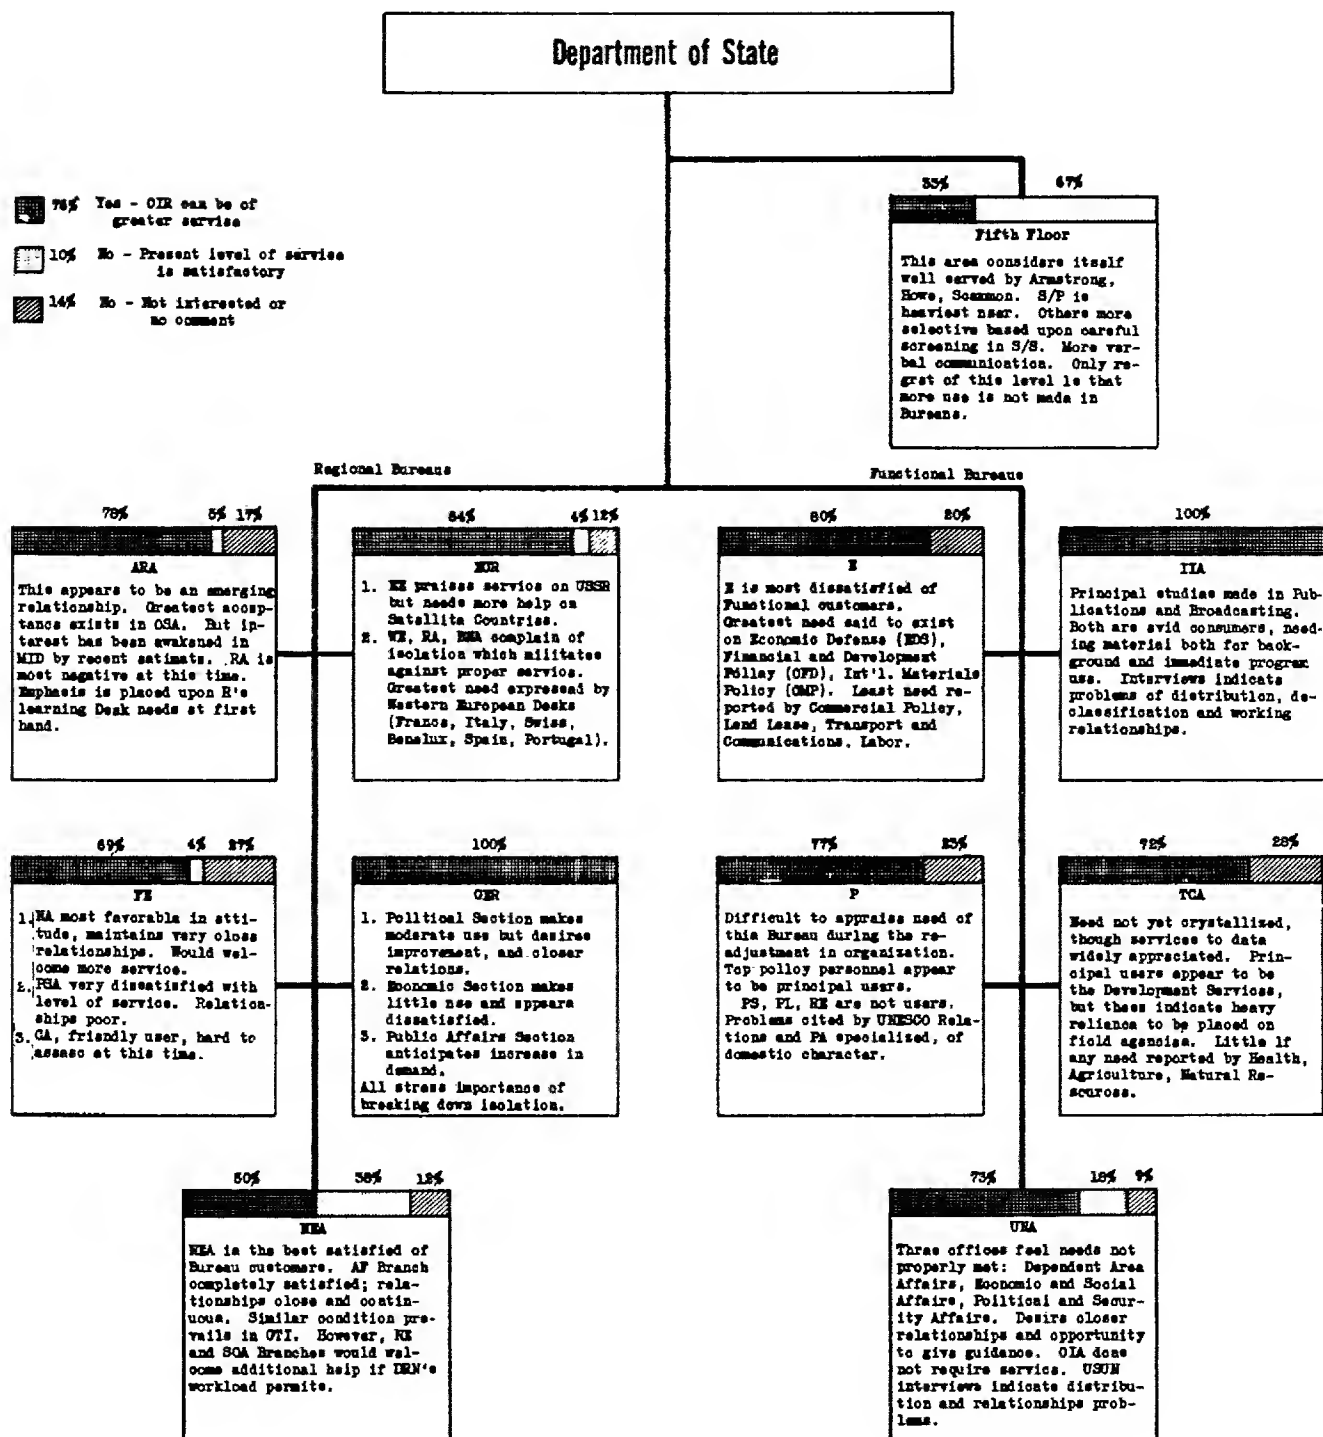 Department of State
76% Yes - OIR can be of
greater service
10% No - Present level of service
is satisfactory
14% No - Not interested or
no comment
33% 67%
Fifth Floor
This area considers itself
well served by Armstrong,
Howe, Scammon. S/P is
heaviest user. Others more
selective based upon careful
screening in S/S. More ver-
bal communication. Only re-
gret of this level is that
more use is not made in
Bureaus.
Regional Bureaus
Functional Bureaus
78% 5% 17%
ARA
This appears to be an emerging
relationship. Greatest accep-
tance exists in OSA. But in-
terest has been awakened in
MID by recent estimate. RA is
most negative at this time.
Emphasis is placed upon R's
learning Desk needs at first
hand.
84% 4% 12%
EUR
1. EE praises service on USSR
but needs more help on
Satellite Countries.
2. WE, RA, BNA complain of
isolation which militates
against proper service.
Greatest need expressed by
Western European Desks
(France, Italy, Swiss,
Benelux, Spain, Portugal).
80% 20%
E
E is most dissatisfied of
Functional customers.
Greatest need said to exist
on Economic Defense (EDS),
Financial and Development
Policy (OFD), Int'l. Materials
Policy (OMP). Least need re-
ported by Commercial Policy,
Lend Lease, Transport and
Communications, Labor.
100%
IIA
Principal studies made in Pub-
lications and Broadcasting.
Both are avid consumers, need-
ing material both for back-
ground and immediate program
use. Interviews indicate
problems of distribution, de-
classification and working
relationships.
69% 4% 27%
FE
1. NA most favorable in atti-
tude, maintains very close
relationships. Would wel-
come more service.
2. PSA very dissatisfied with
level of service. Relation-
ships poor.
3. CA, friendly user, hard to
assess at this time.
100%
GER
1. Political Section makes
moderate use but desires
improvement, and closer
relations.
2. Economic Section makes
little use and appears
dissatisfied.
3. Public Affairs Section
anticipates increase in
demand.
All stress importance of
breaking down isolation.
77% 23%
P
Difficult to appraise need of
this Bureau during the re-
adjustment in organization.
Top policy personnel appear
to be principal users.
PS, PL, RE are not users.
Problems cited by UNESCO Rela-
tions and PA specialized, of
domestic character.
72% 28%
TCA
Need not yet crystallized,
though services to data
widely appreciated. Prin-
cipal users appear to be
the Development Services,
but these indicate heavy
reliance to be placed on
field agencies. Little if
any need reported by Health,
Agriculture, Natural Re-
sources.
50% 38% 12%
NEA
NEA is the best satisfied of
Bureau customers. AF Branch
completely satisfied; rela-
tionships close and contin-
uous. Similar condition pre-
vails in GTI. However, NE
and SOA Branches would wel-
come additional help if DRN's
workload permits.
73% 18% 9%
UNA
Three offices feel needs not
properly met: Dependent Area
Affairs, Economic and Social
Affairs, Political and Secur-
ity Affairs. Desire closer
relationships and opportunity
to give guidance. OIA does
not require service. USUN
interviews indicate distribu-
tion and relationships prob-
lems.